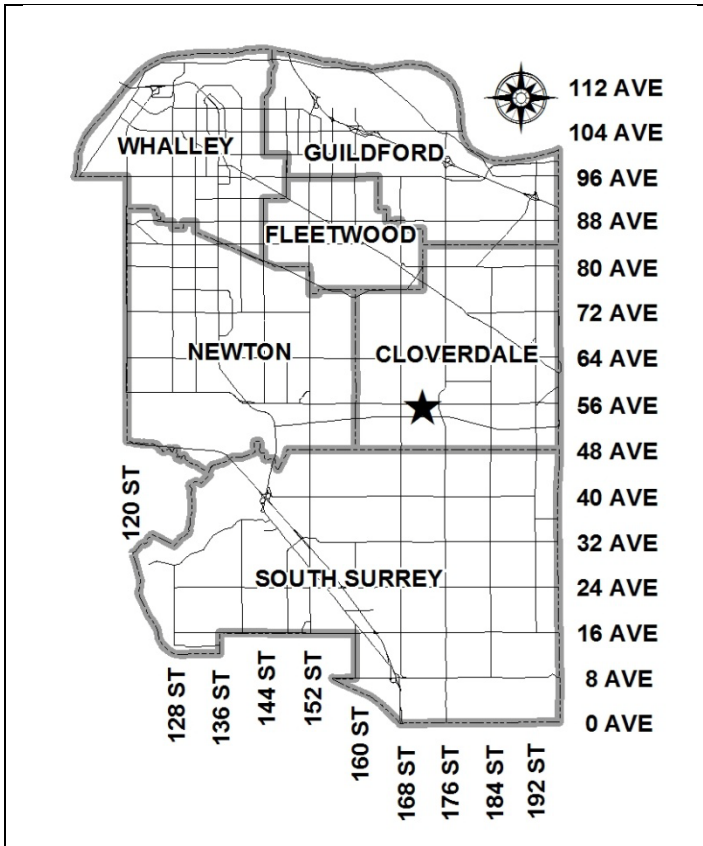 112 AVE
104 AVE
WHALLEY
GUILDFORD
96 AVE
88 AVE
FLEETWOOD
80 AVE
72 AVE
NEWTON
CLOVERDALE
64 AVE
56 AVE
48 AVE
120 ST
40 AVE
32 AVE
SOUTH SURREY
24 AVE
16 AVE
8 AVE
0 AVE
128 ST
136 ST
144 ST
152 ST
160 ST
168 ST
176 ST
184 ST
192 ST